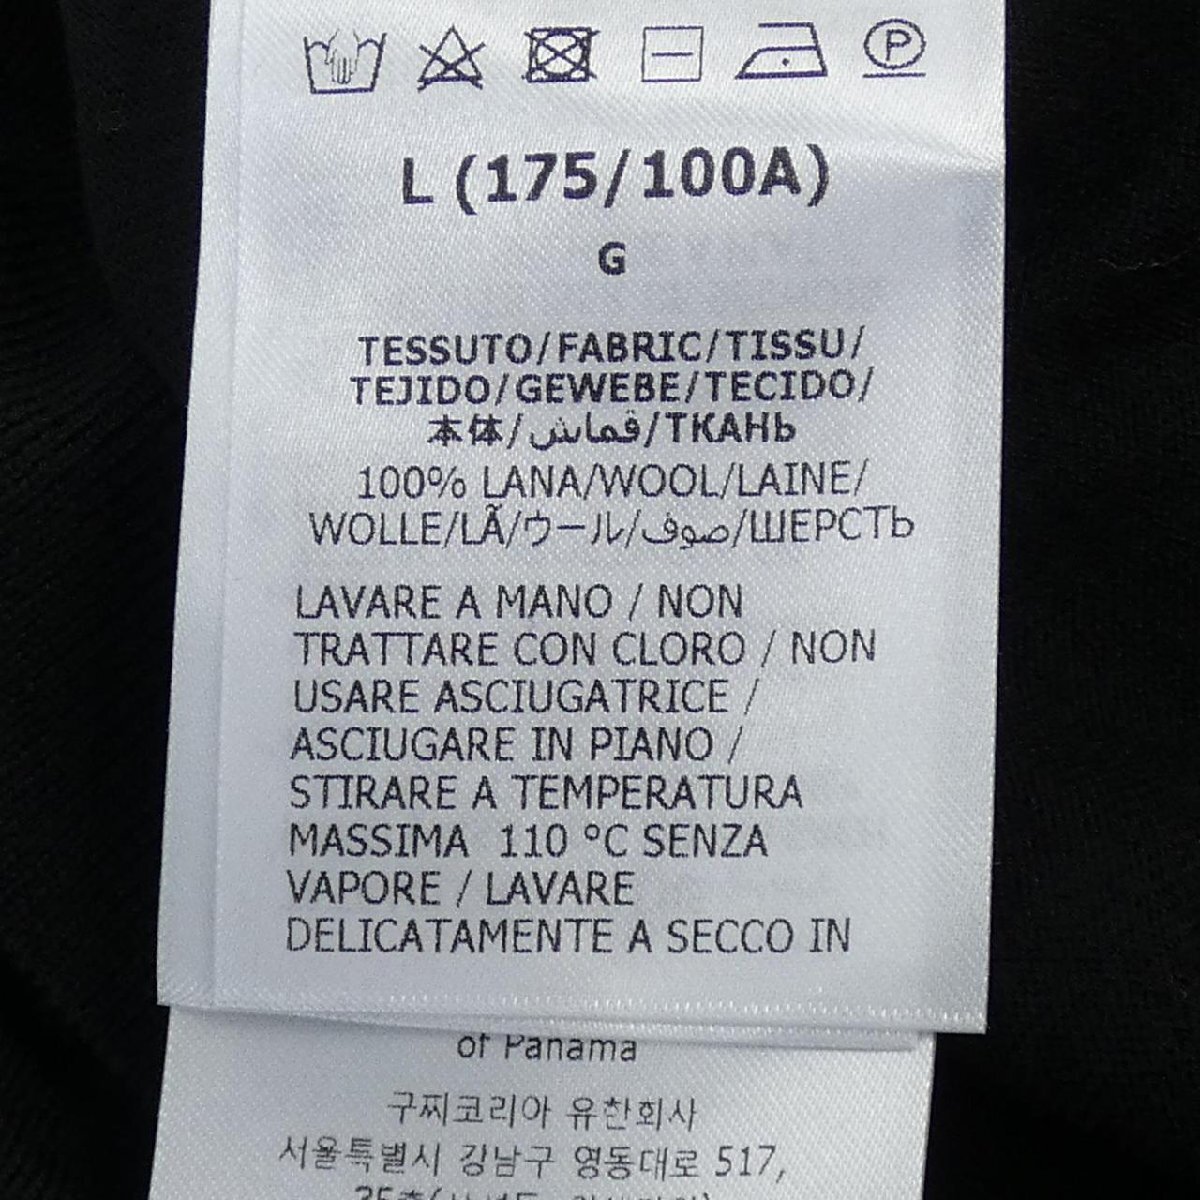 P
L (175/100A)
G
TESSUTO/FABRIC/TISSU/
TEJIDO/GEWEBE/TECIDO/
本体/قماش/ТКАНЬ
100% LANA/WOOL/LAINE/
WOLLE/LÃ/ウール/صوف/ШЕРСТЬ
LAVARE A MANO / NON
TRATTARE CON CLORO / NON
USARE ASCIUGATRICE /
ASCIUGARE IN PIANO /
STIRARE A TEMPERATURA
MASSIMA 110 °C SENZA
VAPORE / LAVARE
DELICATAMENTE A SECCO IN
of Panama
구찌코리아 유한회사
서울특별시 강남구 영동대로 517,